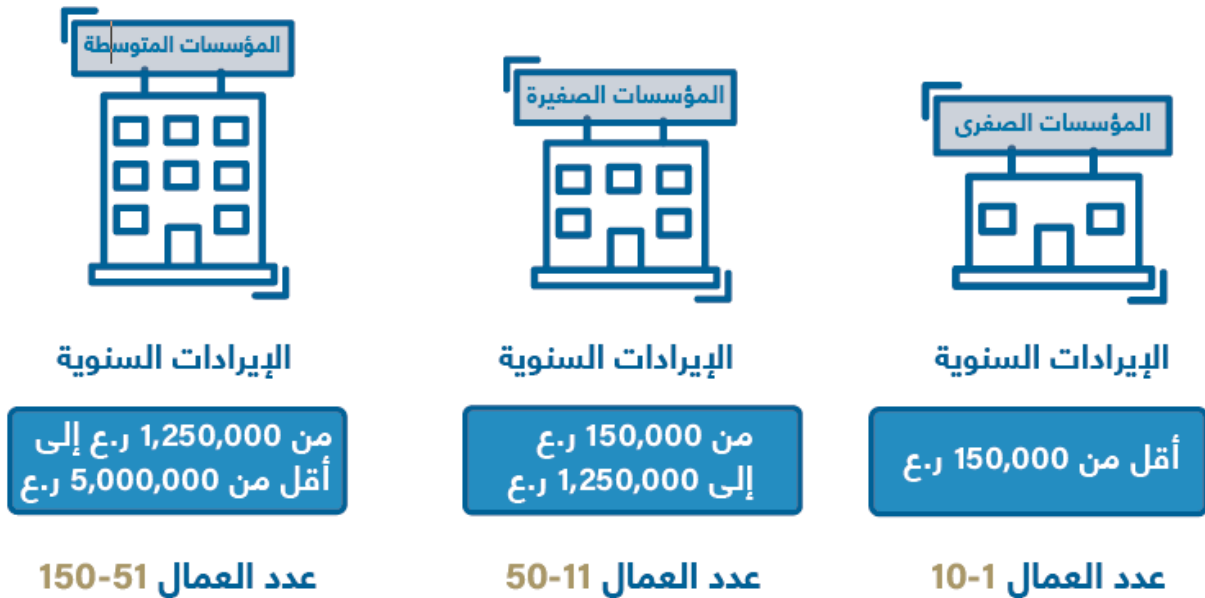 المؤسسات الصغرى
الإيرادات السنوية
أقل من 150,000 ر.ع
عدد العمال 1-10
المؤسسات الصغيرة
الإيرادات السنوية
من 150,000 ر.ع
إلى 1,250,000 ر.ع
عدد العمال 11-50
المؤسسات المتوسطة
الإيرادات السنوية
من 1,250,000 ر.ع إلى
أقل من 5,000,000 ر.ع
عدد العمال 51-150